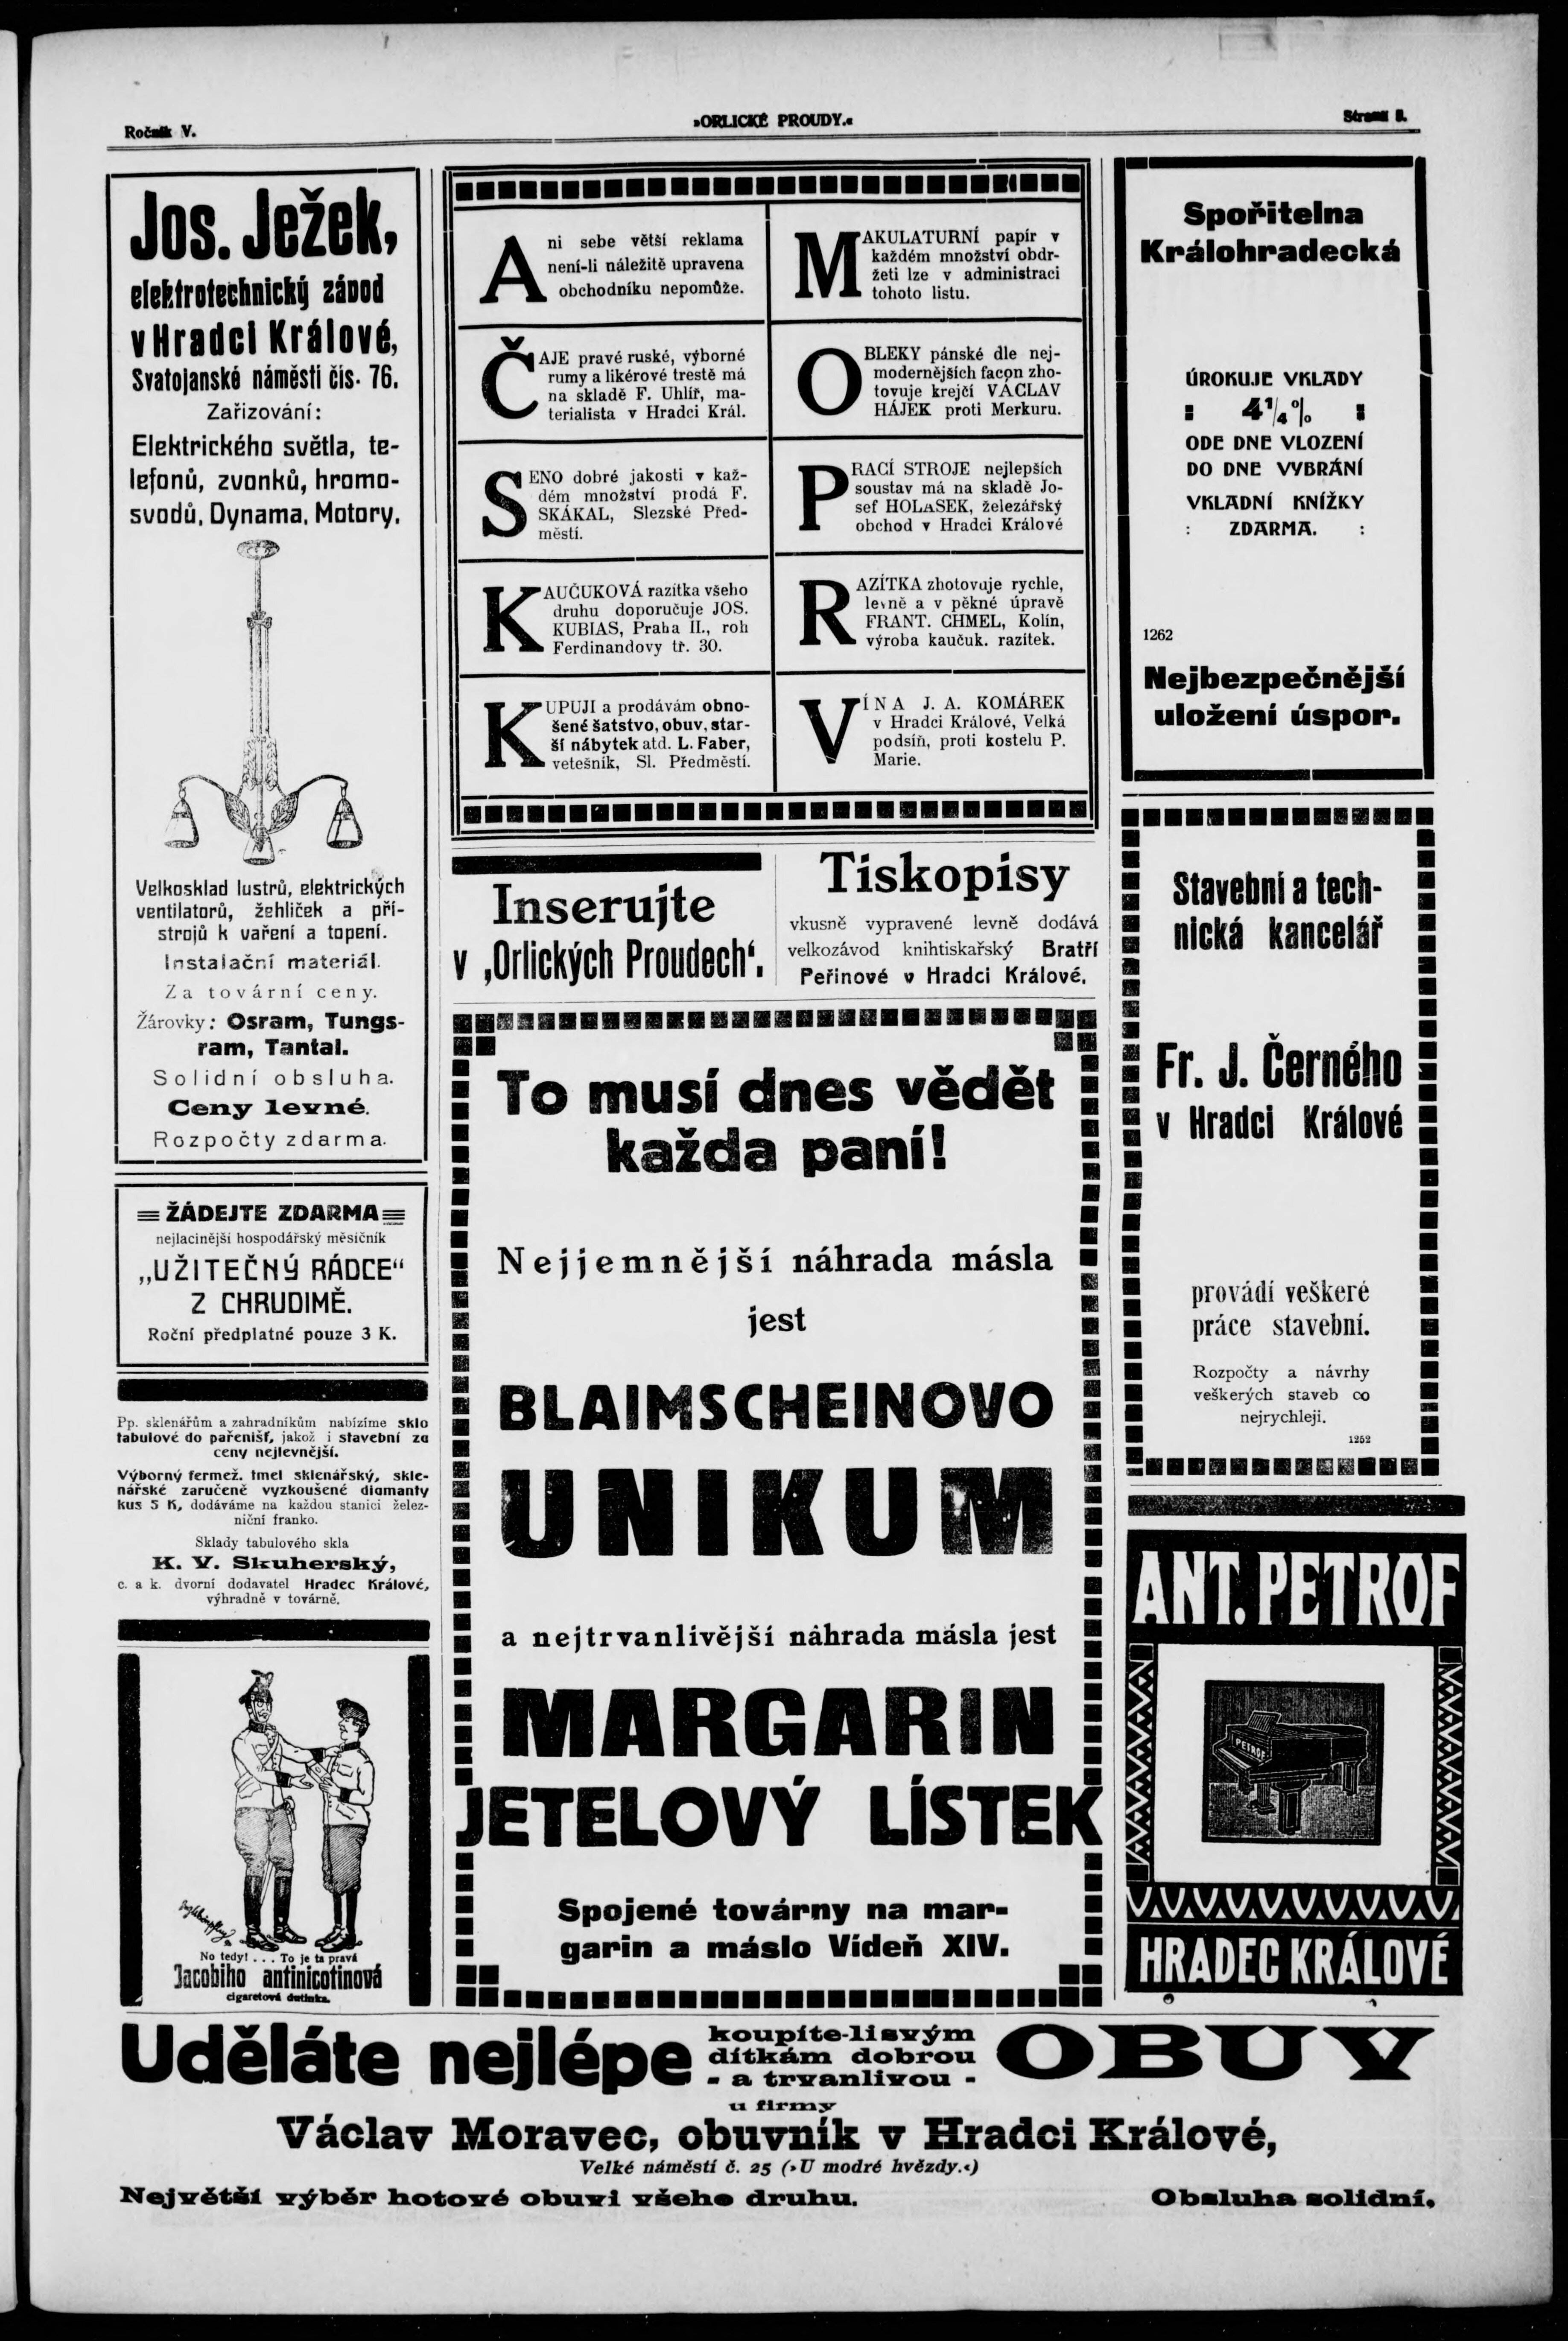 Ročník V.
»ORLICKÉ PROUDY.«
Strana 8.
Jos. Ježek,
elektrotechnický závod
v Hradci Králové,
Svatojanské náměstí čís. 76.
Zařizování:
Elektrického světla, te-
lefonů, zvonků, hromo-
svodů, Dynama, Motory.
Velkosklad lustrů, elektrických
ventilatorů, žehliček a pří-
strojů k vaření a topení.
Instalační materiál.
Za tovární ceny.
Žárovky: Osram, Tungs-
ram, Tantal.
Solidní obsluha.
Ceny levné.
Rozpočty zdarma.
ŽÁDEJTE ZDARMA
nejlacinější hospodářský měsíčník
„UŽITEČNÝ RÁDCE“
Z CHRUDIMĚ.
Roční předplatné pouze 3 K.
Pp. sklenářům a zahradníkům nabízíme sklo
tabulové do pařenišť, jakož i stavební za
ceny nejlevnější.
Výborný fermež. tmel sklenářský, skle-
nářské zaručeně vyzkoušené diamanty
kus 5 K, dodáváme na každou stanici želez-
niční franko.
Sklady tabulového skla
K. V. Skuherský,
c. a k. dvorní dodavatel Hradec Králové,
výhradně v továrně.
No tedy! . . . To je ta pravá
Jacobiho antinicotinová
cigaretová dutinka.
Ani sebe větší reklama
není-li náležitě upravena
obchodníku nepomůže.
ČAJE pravé ruské, výborné
rumy a likérové trestě má
na skladě F. Uhlíř, ma-
terialista v Hradci Král.
SENO dobré jakosti v kaž-
dém množství prodá F.
SKÁKAL, Slezské Před-
městí.
KAUČUKOVÁ razítka všeho
druhu doporučuje JOS.
KUBIAS, Praha II., roh
Ferdinandovy tř. 30.
KUPUJI a prodávám obno-
šené šatstvo, obuv, star-
ší nábytek atd. L. Faber,
vetešník, Sl. Předměstí.
MAKULATURNÍ papír v
každém množství obdr-
žeti lze v administraci
tohoto listu.
OBLEKY pánské dle nej-
modernějších façon zho-
tovuje krejčí VÁCLAV
HÁJEK proti Merkuru.
PRACÍ STROJE nejlepších
soustav má na skladě Jo-
sef HOLASEK, železářský
obchod v Hradci Králové
RAZÍTKA zhotovuje rychle,
levně a v pěkné úpravě
FRANT. CHMEL, Kolín,
výroba kaučuk. razítek.
VÍNA J. A. KOMÁREK
v Hradci Králové, Velká
podsíň, proti kostelu P.
Marie.
Inserujte
v ‚Orlických Proudech‘.
Tiskopisy
vkusně vypravené levně dodává
velkozávod knihtiskařský Bratří
Peřinové v Hradci Králové.
To musí dnes vědět
každa paní!
Nejjemnější náhrada másla
jest
BLAIMSCHEINOVO
UNIKUM
a nejtrvanlivější náhrada másla jest
MARGARIN
JETELOVÝ LÍSTEK
Spojené továrny na mar-
garin a máslo Vídeň XIV.
Spořitelna
Králohradecká
ÚROKUJE VKLADY
: 4¼% :
ODE DNE VLOZENÍ
DO DNE VYBRÁNÍ
VKLADNÍ KNÍŽKY
: ZDARMA. :
1262
Nejbezpečnější
uložení úspor.
Stavební a tech-
nická kancelář
Fr. J. Černého
v Hradci Králové
provádí veškeré
práce stavební.
Rozpočty a návrhy
veškerých staveb co
nejrychleji.
1252
ANT. PETROF
PETROF
HRADEC KRÁLOVÉ
Uděláte nejlépe koupíte-li svým
dítkám dobrou
- a trvanlivou -
OBUV
u firmy
Václav Moravec, obuvník v Hradci Králové,
Velké náměstí č. 25 (»U modré hvězdy.«)
Největší výběr hotové obuvi všeho druhu. Obsluha solidní.